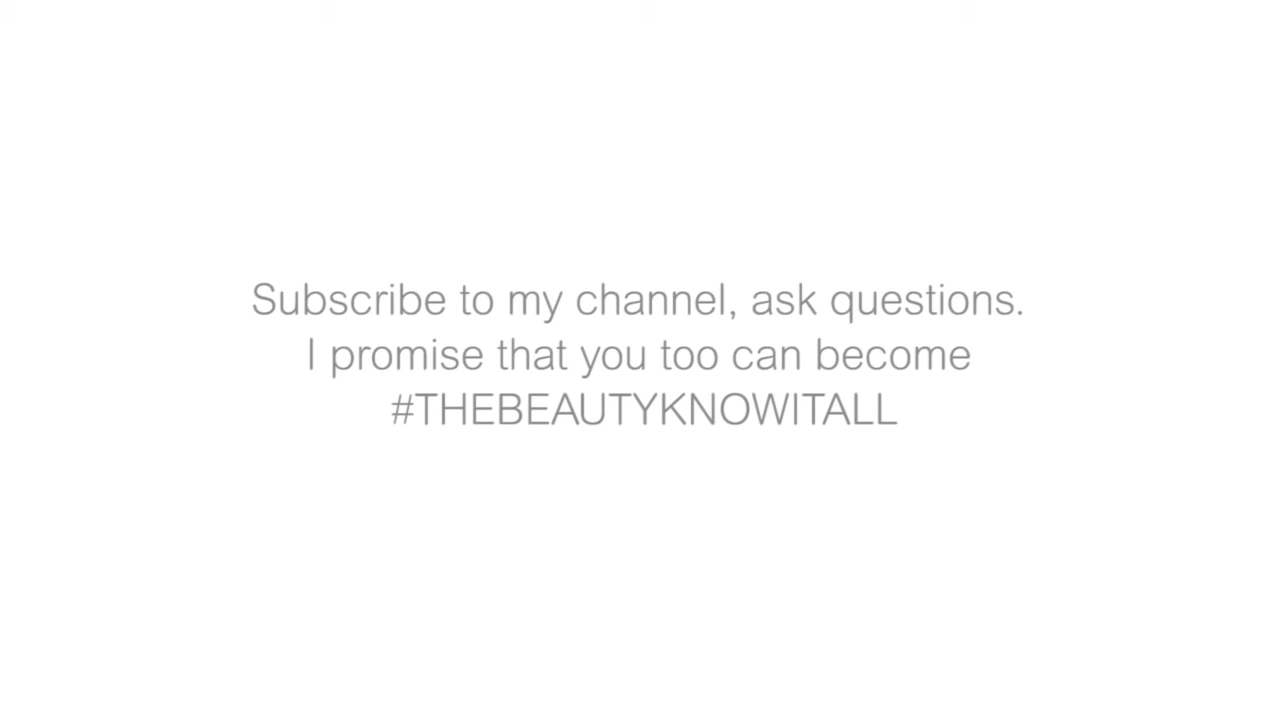 Subscribe to my channel, ask questions.
I promise that you too can become
#THEBEAUTYKNOWITALL